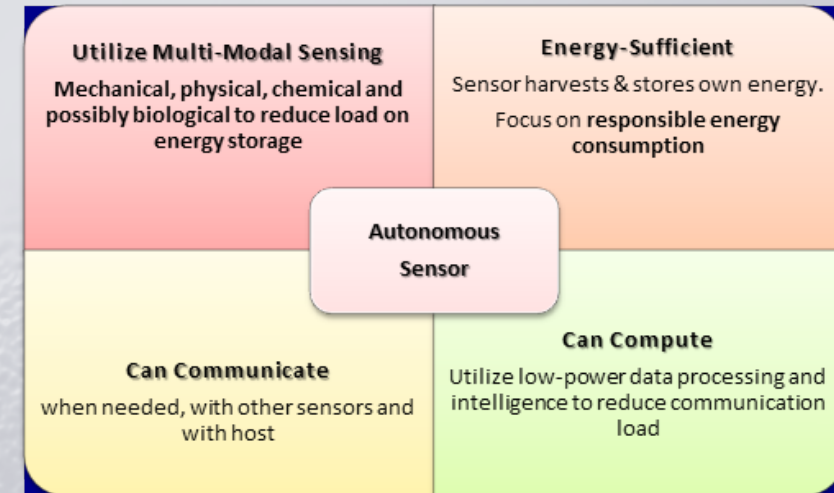 Utilize Multi-Modal Sensing
Mechanical, physical, chemical and
possibly biological to reduce load on
energy storage
Energy-Sufficient
Sensor harvests & stores own energy.
Focus on responsible energy
consumption
Autonomous
Sensor
Can Communicate
when needed, with other sensors and
with host
Can Compute
Utilize low-power data processing and
intelligence to reduce communication
load